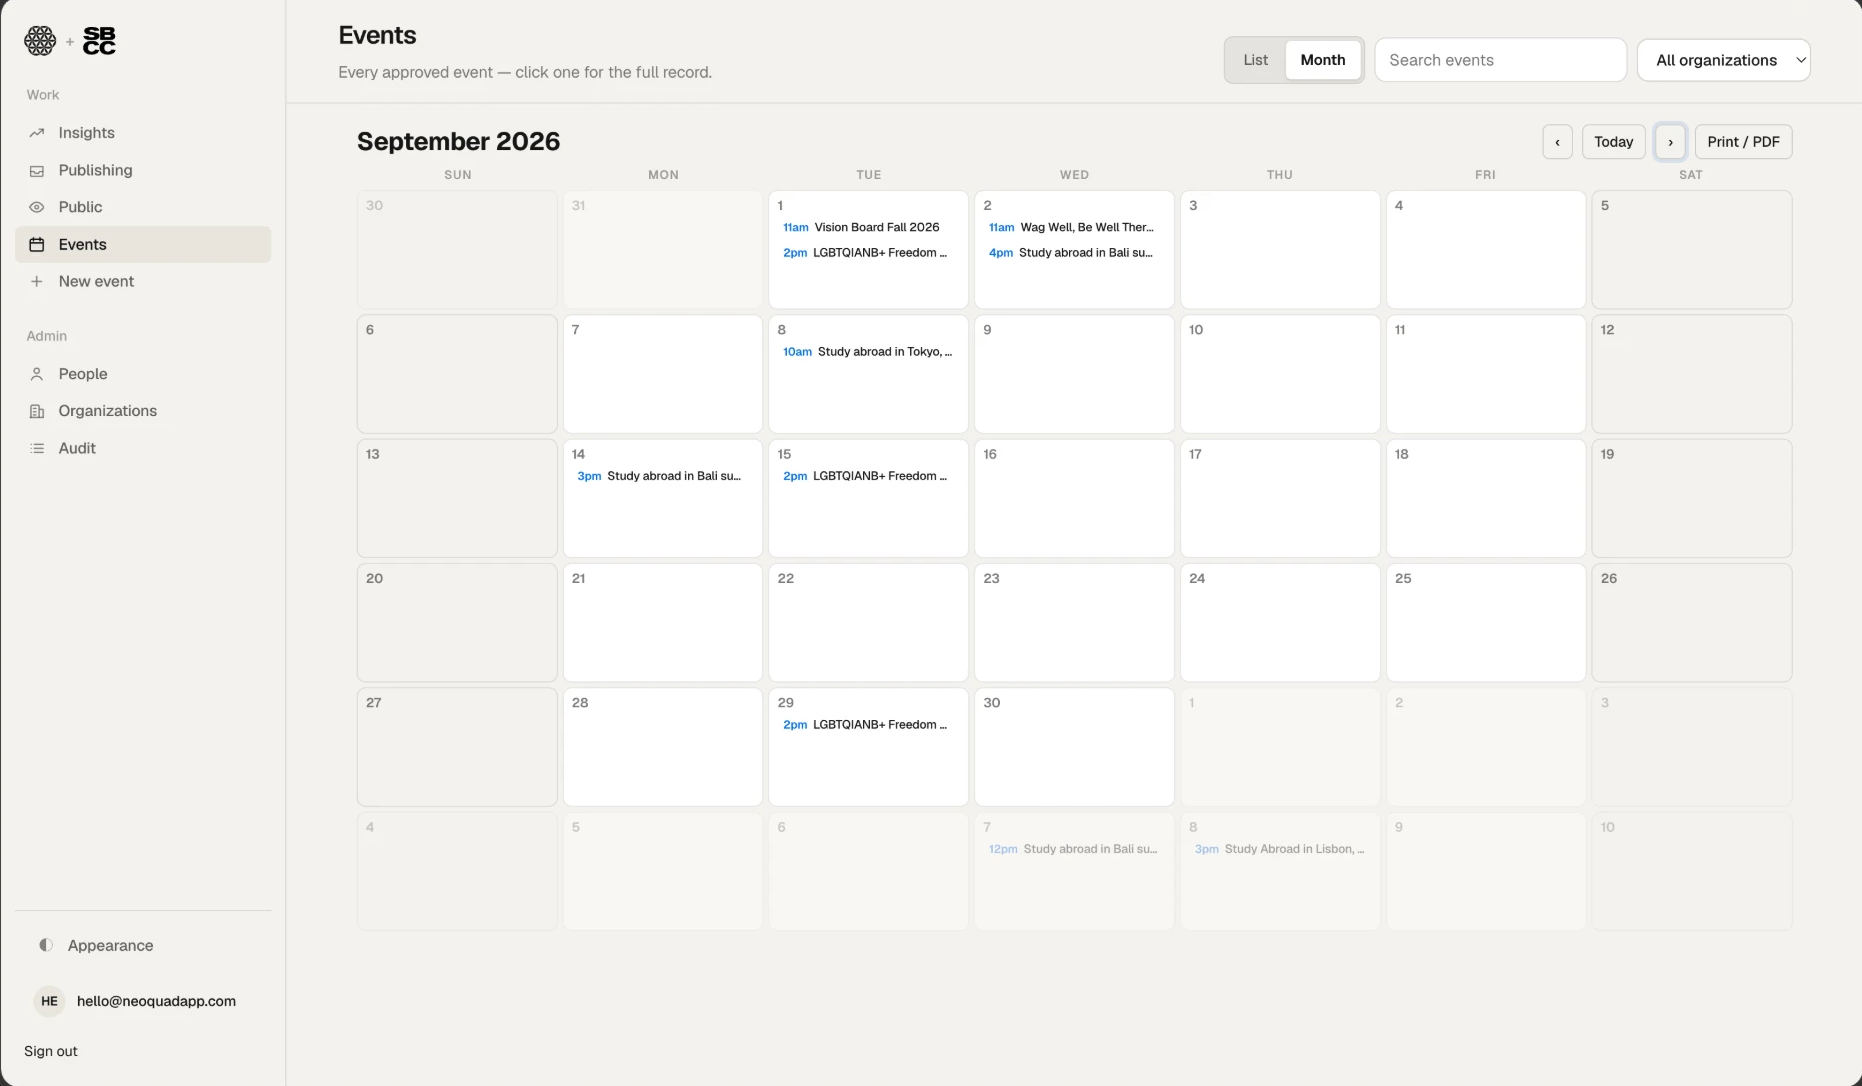 + SB
CC
Work
Insights
Publishing
Public
Events
New event
Admin
People
Organizations
Audit
Appearance
HE hello@neoquadapp.com
Sign out
Events
Every approved event — click one for the full record.
List Month Search events All organizations
September 2026
‹ Today › Print / PDF
SUN MON TUE WED THU FRI SAT
30 31 1 2 3 4 5
11am Vision Board Fall 2026 11am Wag Well, Be Well Ther...
2pm LGBTQIANB+ Freedom ... 4pm Study abroad in Bali su...
6 7 8 9 10 11 12
10am Study abroad in Tokyo, ...
13 14 15 16 17 18 19
3pm Study abroad in Bali su... 2pm LGBTQIANB+ Freedom ...
20 21 22 23 24 25 26
27 28 29 30 1 2 3
2pm LGBTQIANB+ Freedom ...
4 5 6 7 8 9 10
12pm Study abroad in Bali su... 3pm Study Abroad in Lisbon, ...